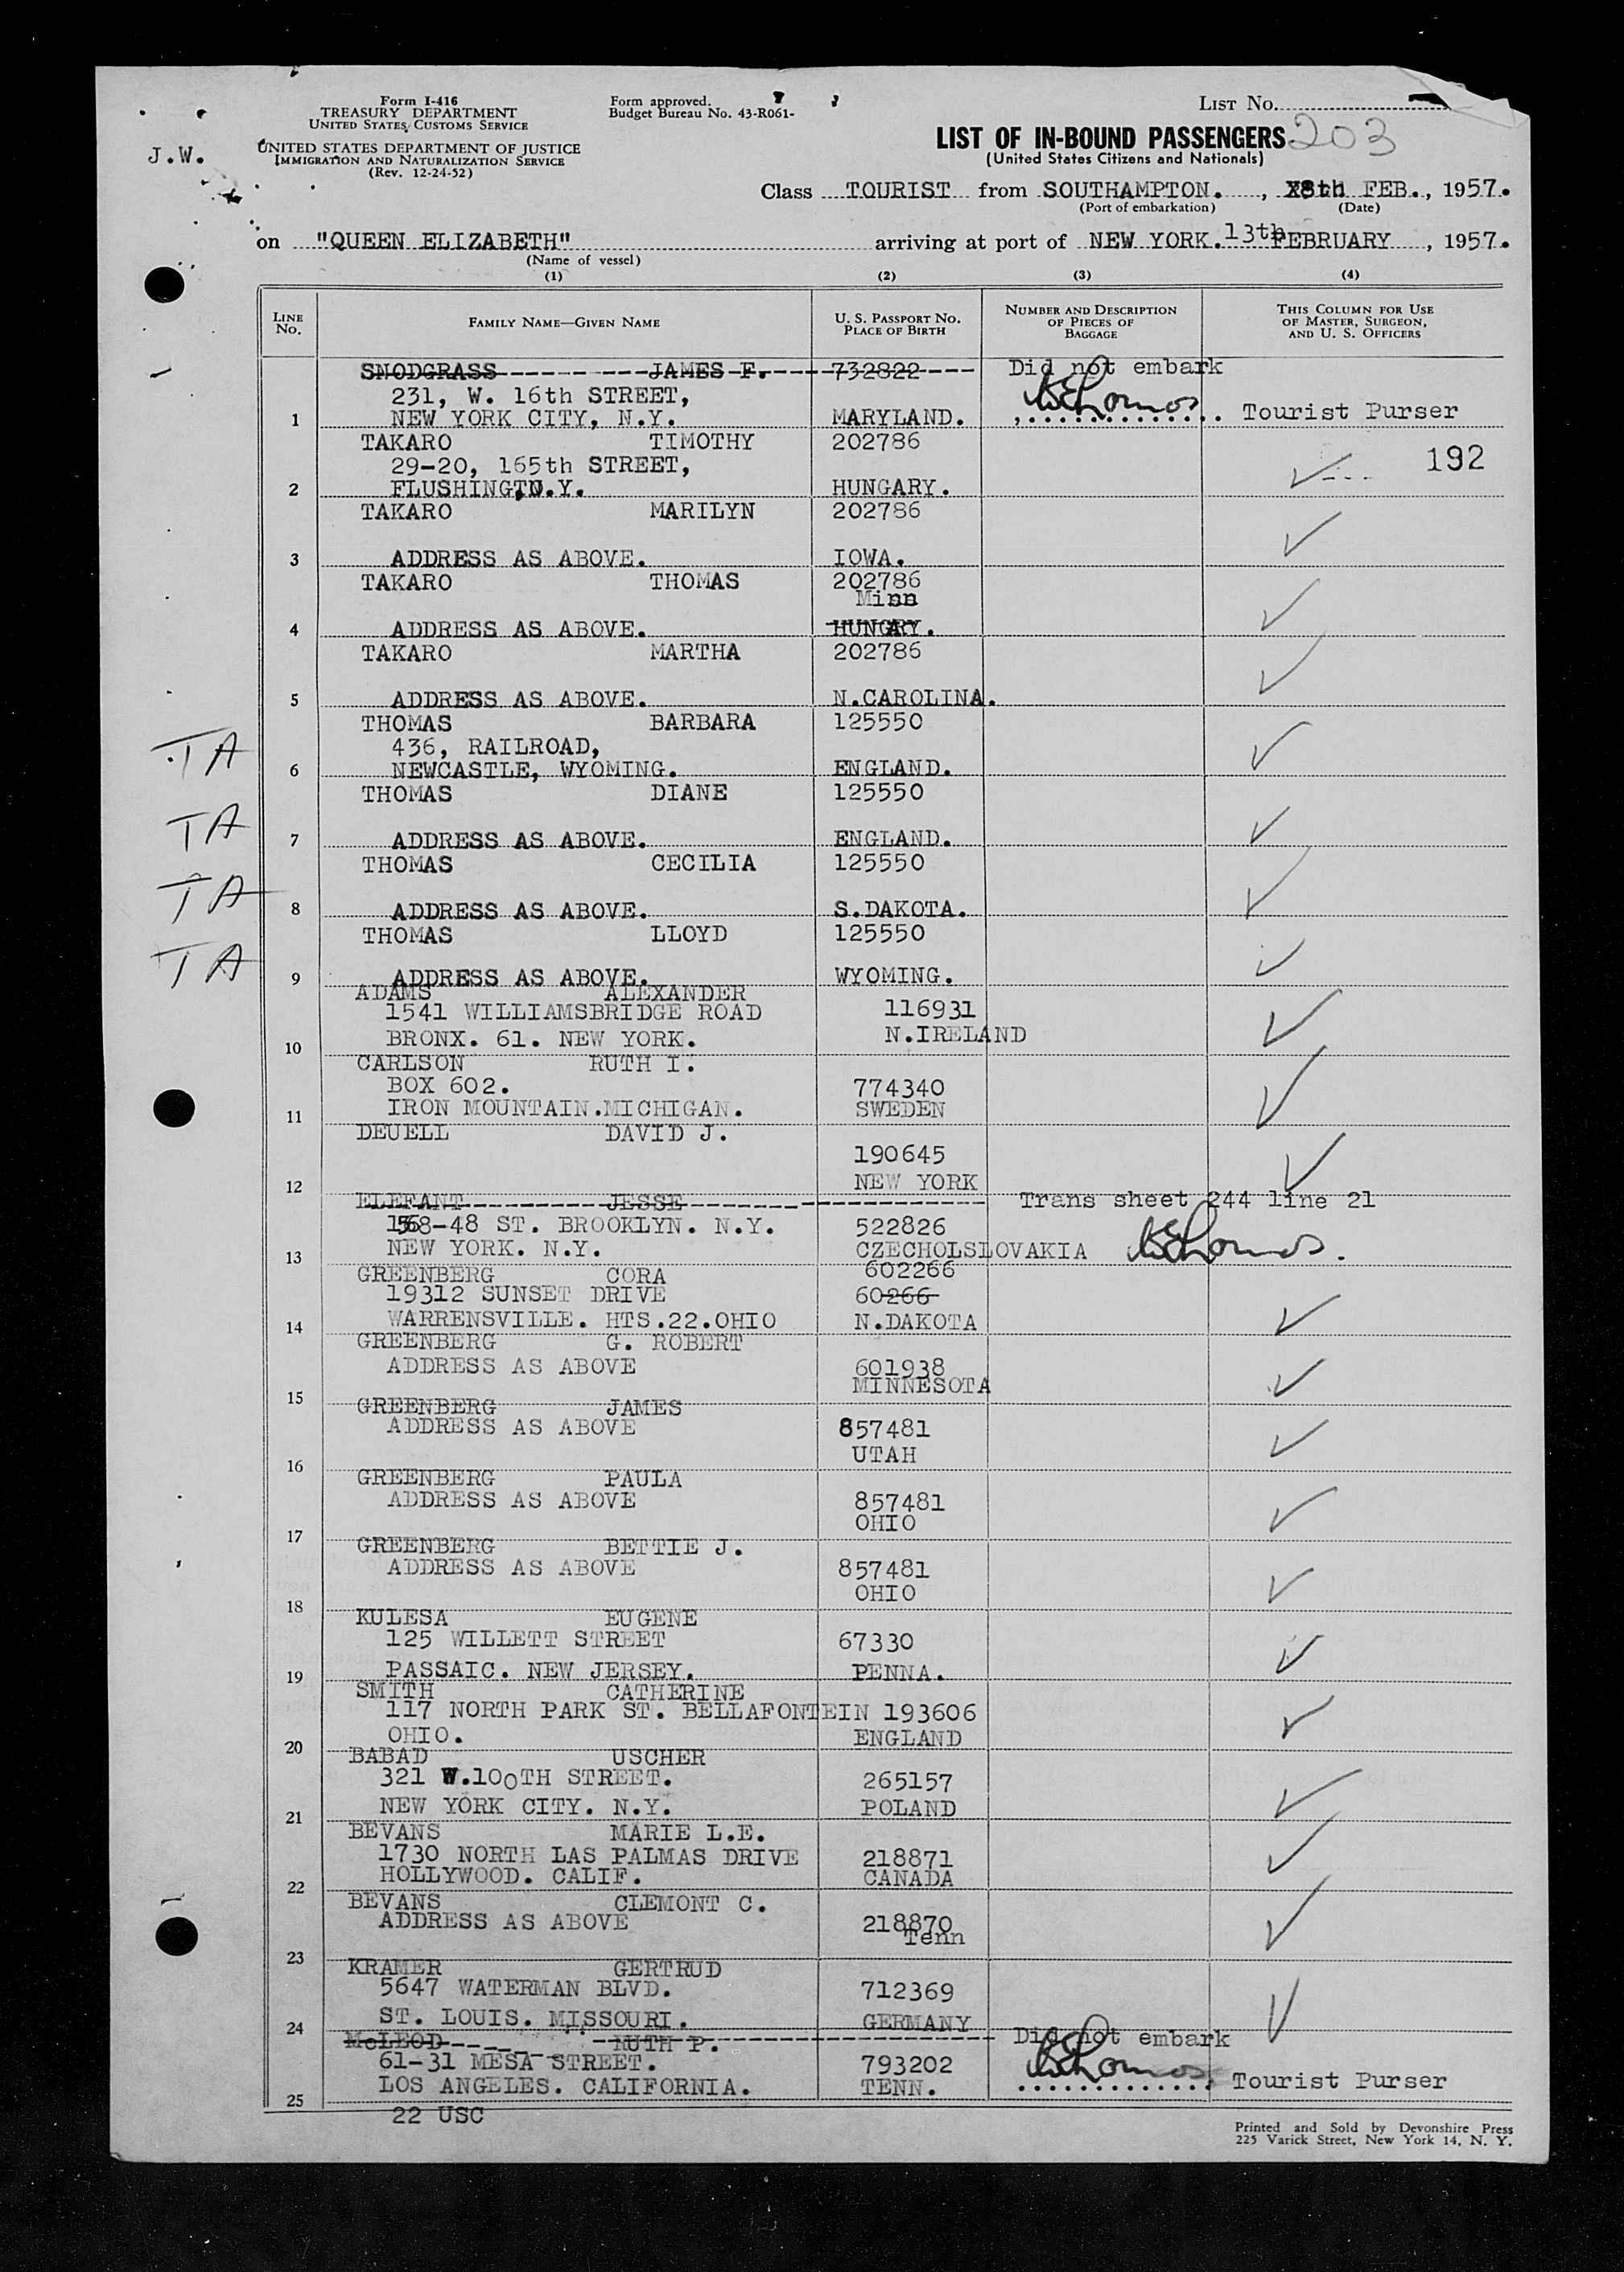 Form I-416
TREASURY DEPARTMENT
UNITED STATES CUSTOMS SERVICE
UNITED STATES DEPARTMENT OF JUSTICE
IMMIGRATION AND NATURALIZATION SERVICE
(Rev. 12-24-52)
J.W.
Form approved.
Budget Bureau No. 43-R061-
LIST No.
LIST OF IN-BOUND PASSENGERS 203
(United States Citizens and Nationals)
Class TOURIST from SOUTHAMPTON. , 8th FEB., 1957.
(Port of embarkation) (Date)
on "QUEEN ELIZABETH" arriving at port of NEW YORK. 13th FEBRUARY , 1957.
(Name of vessel)
(1) (2) (3) (4)
LINE No. FAMILY NAME—GIVEN NAME U. S. PASSPORT NO. PLACE OF BIRTH NUMBER AND DESCRIPTION OF PIECES OF BAGGAGE THIS COLUMN FOR USE OF MASTER, SURGEON, AND U. S. OFFICERS
SNODGRASS JAMES F. 732822 Did not embark
231, W. 16th STREET,
1 NEW YORK CITY, N.Y. MARYLAND. Tourist Purser
TAKARO TIMOTHY 202786
29-20, 165th STREET, 192
2 FLUSHING, N.Y. HUNGARY.
TAKARO MARILYN 202786
3 ADDRESS AS ABOVE. IOWA.
TAKARO THOMAS 202786
Minn
4 ADDRESS AS ABOVE. HUNGRY.
TAKARO MARTHA 202786
5 ADDRESS AS ABOVE. N.CAROLINA.
THOMAS BARBARA 125550
TA 436, RAILROAD,
6 NEWCASTLE, WYOMING. ENGLAND.
THOMAS DIANE 125550
TA
7 ADDRESS AS ABOVE. ENGLAND.
THOMAS CECILIA 125550
TA
8 ADDRESS AS ABOVE. S.DAKOTA.
THOMAS LLOYD 125550
TA
9 ADDRESS AS ABOVE. WYOMING.
ADAMS ALEXANDER
1541 WILLIAMSBRIDGE ROAD 116931
10 BRONX. 61. NEW YORK. N.IRELAND
CARLSON RUTH I.
BOX 602. 774340
11 IRON MOUNTAIN.MICHIGAN. SWEDEN
DEUELL DAVID J.
190645
12 NEW YORK
ELEFANT JESSE Trans sheet 244 line 21
1568-48 ST. BROOKLYN. N.Y. 522826
13 NEW YORK. N.Y. CZECHOLSLOVAKIA
GREENBERG CORA 602266
19312 SUNSET DRIVE 60266
14 WARRENSVILLE. HTS.22.OHIO N.DAKOTA
GREENBERG G. ROBERT
ADDRESS AS ABOVE 601938
15 MINNESOTA
GREENBERG JAMES
ADDRESS AS ABOVE 857481
16 UTAH
GREENBERG PAULA
ADDRESS AS ABOVE 857481
17 OHIO
GREENBERG BETTIE J.
ADDRESS AS ABOVE 857481
18 OHIO
KULESA EUGENE
125 WILLETT STREET 67330
19 PASSAIC. NEW JERSEY. PENNA.
SMITH CATHERINE
117 NORTH PARK ST. BELLAFONTEIN 193606
20 OHIO. ENGLAND
BABAD USCHER
321 W.100TH STREET. 265157
21 NEW YORK CITY. N.Y. POLAND
BEVANS MARIE L.E.
1730 NORTH LAS PALMAS DRIVE 218871
22 HOLLYWOOD. CALIF. CANADA
BEVANS CLEMONT C.
ADDRESS AS ABOVE 218870
23 Tenn
KRAMER GERTRUD
5647 WATERMAN BLVD. 712369
24 ST. LOUIS. MISSOURI. GERMANY
McLEOD RUTH P. Did not embark
61-31 MESA STREET. 793202
25 LOS ANGELES. CALIFORNIA. TENN. Tourist Purser
22 USC
Printed and Sold by Devonshire Press
225 Varick Street, New York 14, N. Y.